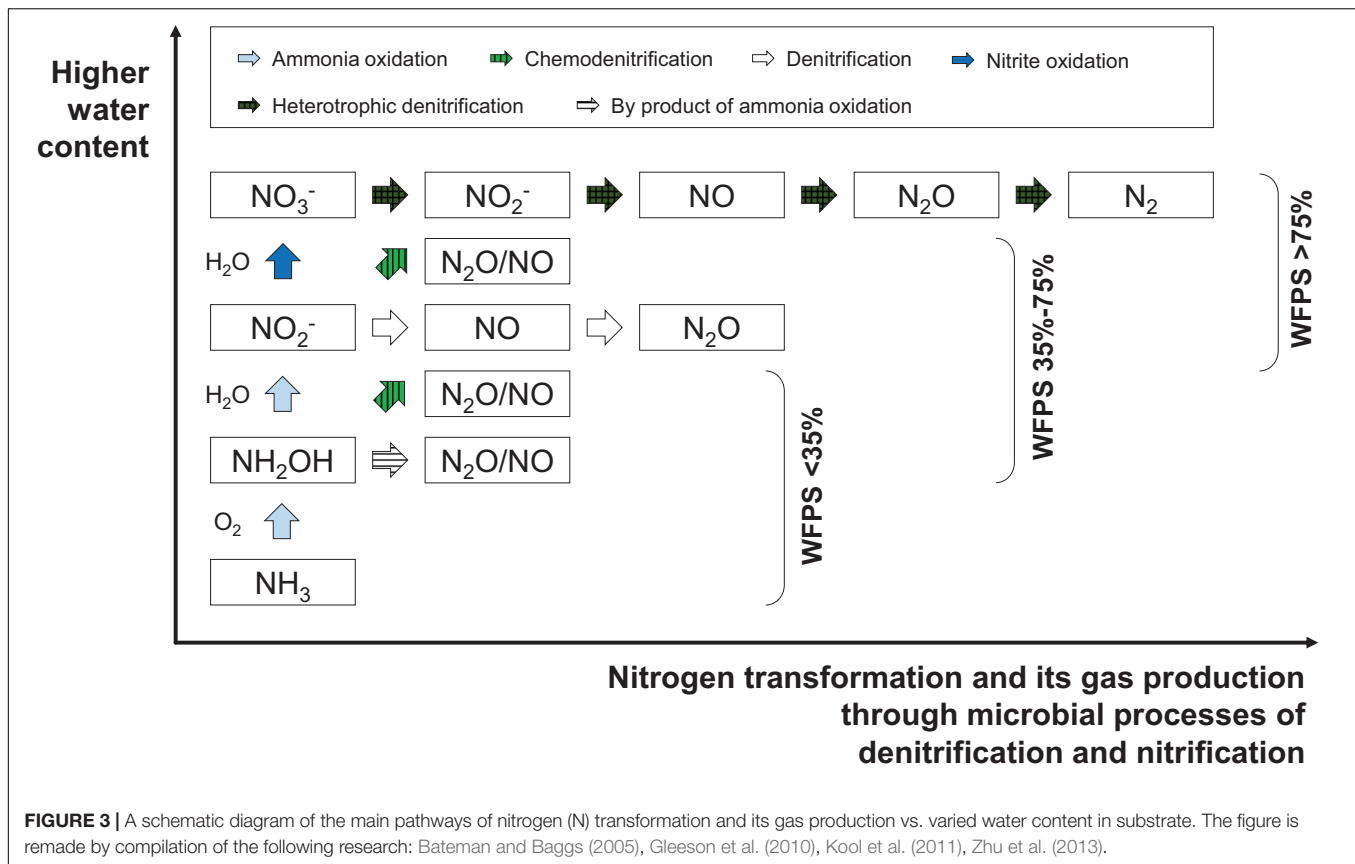 Higher
water
content
Ammonia oxidation Chemodenitrification Denitrification Nitrite oxidation
Heterotrophic denitrification By product of ammonia oxidation
NO₃⁻ NO₂⁻ NO N₂O N₂
H₂O N₂O/NO
NO₂⁻ NO N₂O
H₂O N₂O/NO
NH₂OH N₂O/NO
O₂
NH₃
WFPS <35%
WFPS 35%-75%
WFPS >75%
Nitrogen transformation and its gas production
through microbial processes of
denitrification and nitrification
FIGURE 3 | A schematic diagram of the main pathways of nitrogen (N) transformation and its gas production vs. varied water content in substrate. The figure is
remade by compilation of the following research: Bateman and Baggs (2005), Gleeson et al. (2010), Kool et al. (2011), Zhu et al. (2013).